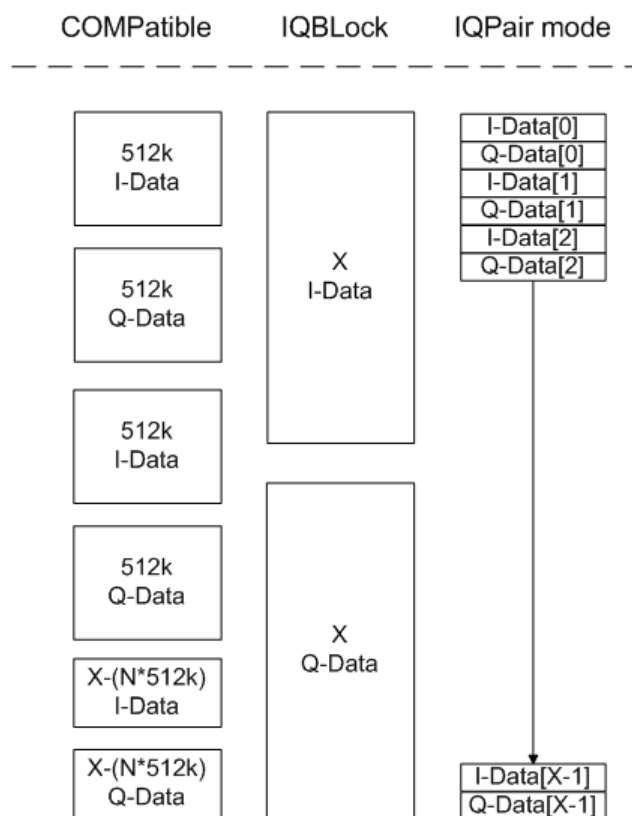 COMPatible
IQBLock
IQPair mode
512k
I-Data
512k
Q-Data
512k
I-Data
512k
Q-Data
X-(N*512k)
I-Data
X-(N*512k)
Q-Data
X
I-Data
X
Q-Data
I-Data[0]
Q-Data[0]
I-Data[1]
Q-Data[1]
I-Data[2]
Q-Data[2]
I-Data[X-1]
Q-Data[X-1]